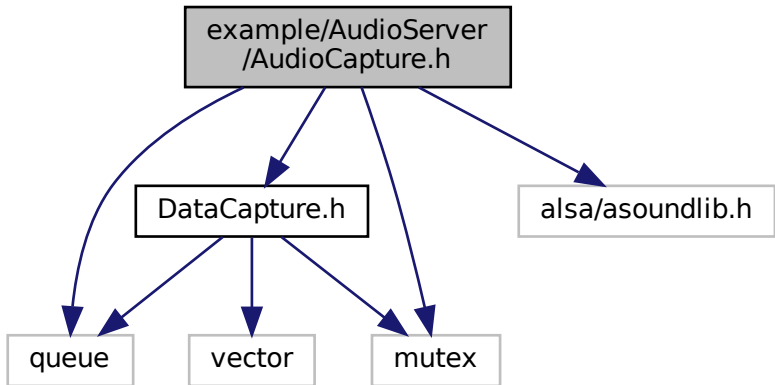 example/AudioServer
/AudioCapture.h
DataCapture.h
alsa/asoundlib.h
queue
vector
mutex